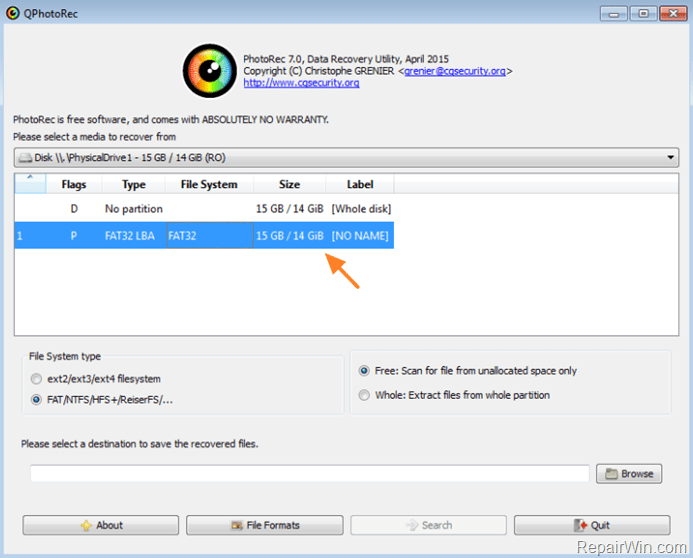 QPhotoRec
PhotoRec 7.0, Data Recovery Utility, April 2015
Copyright (C) Christophe GRENIER <grenier@cgsecurity.org>
http://www.cgsecurity.org
PhotoRec is free software, and comes with ABSOLUTELY NO WARRANTY.
Please select a media to recover from
Disk \\.\PhysicalDrive1 - 15 GB / 14 GiB (RO)
Flags Type File System Size Label
D No partition 15 GB / 14 GiB [Whole disk]
1 P FAT32 LBA FAT32 15 GB / 14 GiB [NO NAME]
File System type
ext2/ext3/ext4 filesystem
FAT/NTFS/HFS+/ReiserFS/...
Free: Scan for file from unallocated space only
Whole: Extract files from whole partition
Please select a destination to save the recovered files.
Browse
About File Formats Search Quit
RepairWin.com